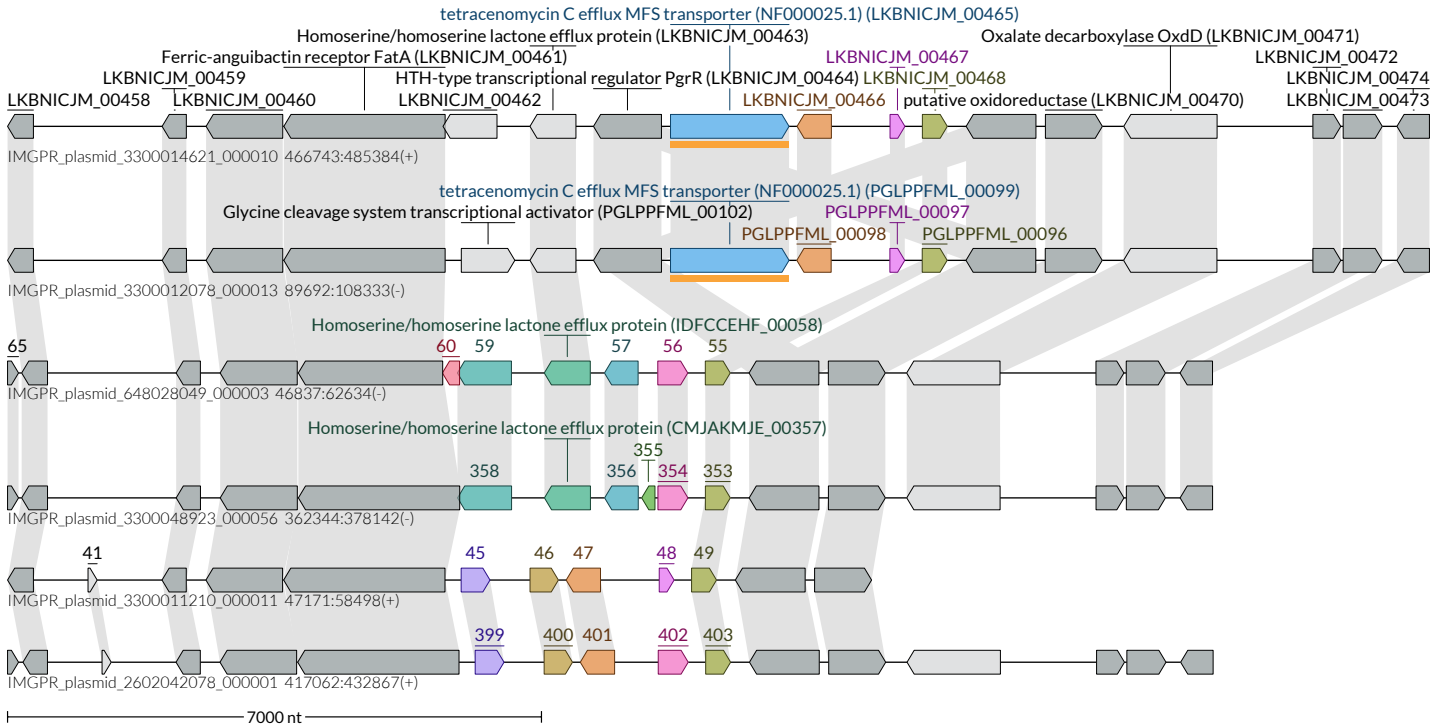 tetracenomycin C efflux MFS transporter (NF000025.1) (LKBNICJM_00465)
Homoserine/homoserine lactone efflux protein (LKBNICJM_00463)
Oxalate decarboxylase OxdD (LKBNICJM_00471)
Ferric-anguibactin receptor FatA (LKBNICJM_00461)
LKBNICJM_00467
LKBNICJM_00472
LKBNICJM_00459
HTH-type transcriptional regulator PgrR (LKBNICJM_00464)
LKBNICJM_00468
LKBNICJM_00474
LKBNICJM_00458
LKBNICJM_00460
LKBNICJM_00462
LKBNICJM_00466
putative oxidoreductase (LKBNICJM_00470)
LKBNICJM_00473
IMGPR_plasmid_3300014621_000010 466743:485384(+)
tetracenomycin C efflux MFS transporter (NF000025.1) (PGLPPFML_00099)
Glycine cleavage system transcriptional activator (PGLPPFML_00102)
PGLPPFML_00097
PGLPPFML_00098
PGLPPFML_00096
IMGPR_plasmid_3300012078_000013 89692:108333(-)
Homoserine/homoserine lactone efflux protein (IDFCCEHF_00058)
65 60 59 57 56 55
IMGPR_plasmid_648028049_000003 46837:62634(-)
Homoserine/homoserine lactone efflux protein (CMJAKMJE_00357)
355
358 356 354 353
IMGPR_plasmid_3300048923_000056 362344:378142(-)
41 45 46 47 48 49
IMGPR_plasmid_3300011210_000011 47171:58498(+)
399 400 401 402 403
IMGPR_plasmid_2602042078_000001 417062:432867(+)
7000 nt